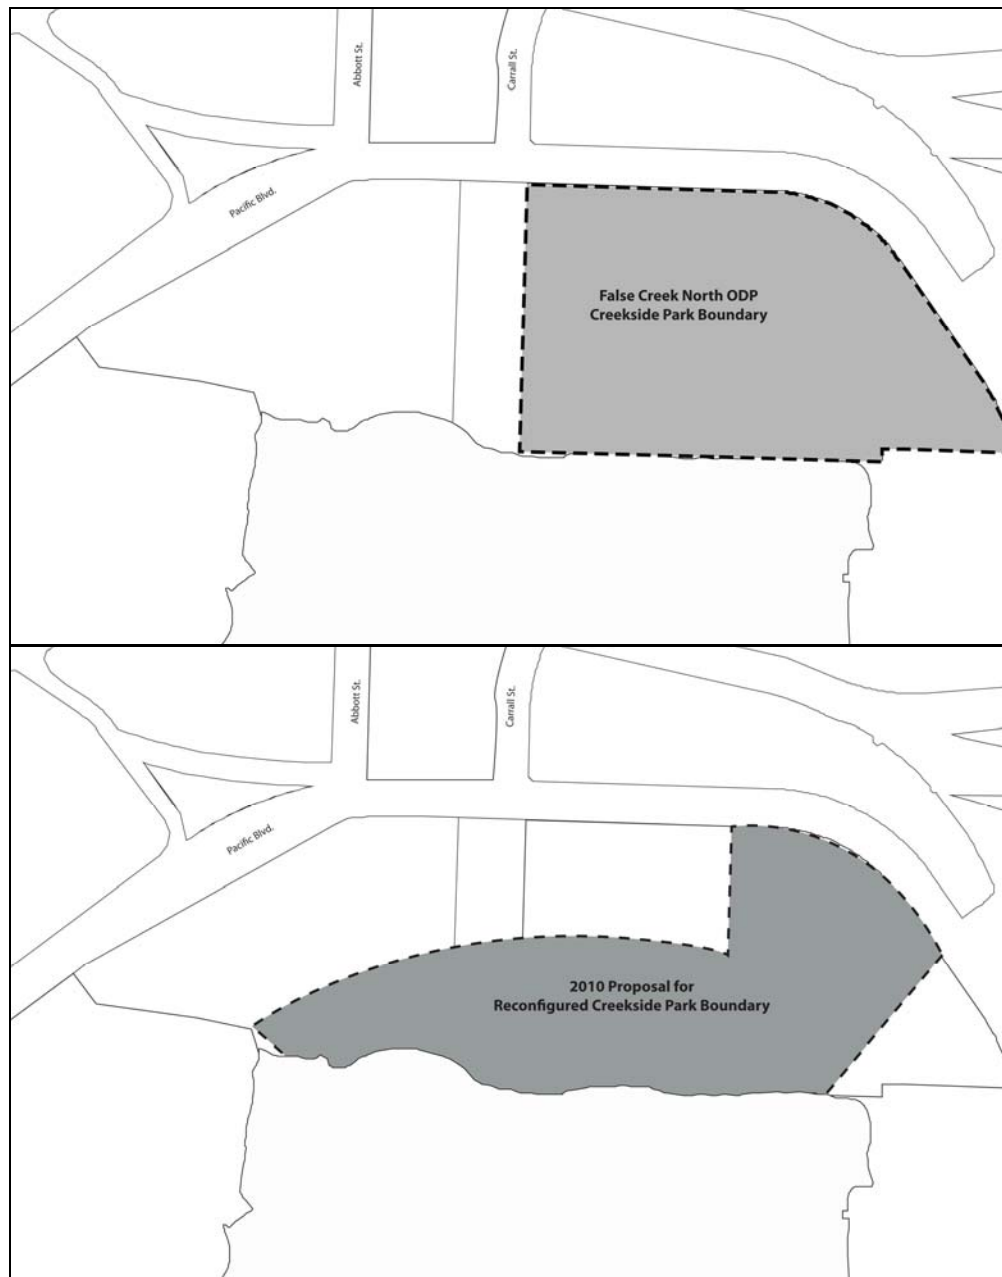 Abbott St.
Carrall St.
Pacific Blvd.
False Creek North ODP
Creekside Park Boundary
Abbott St.
Carrall St.
Pacific Blvd.
2010 Proposal for
Reconfigured Creekside Park Boundary